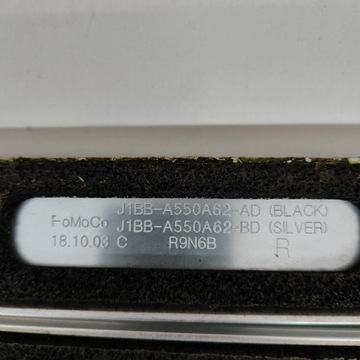 J1BB-A550A62-AD (BLACK)
FoMoCo J1BB-A550A62-BD (SILVER)
18.10.03 C R9N6B R